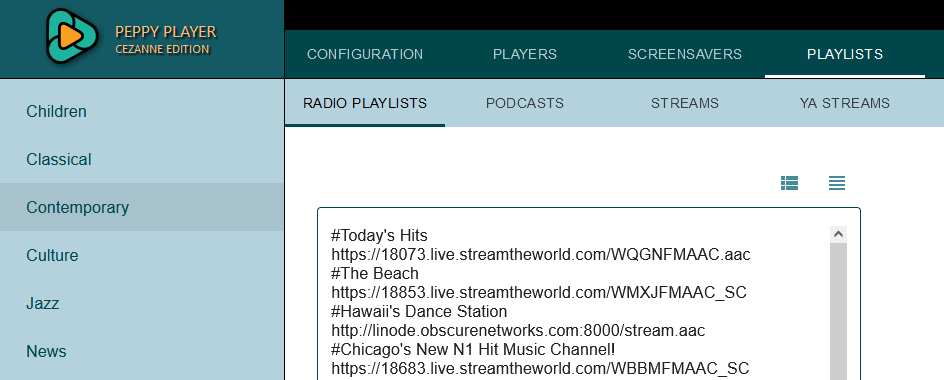 PEPPY PLAYER
CEZANNE EDITION
CONFIGURATION PLAYERS SCREENSAVERS PLAYLISTS
RADIO PLAYLISTS PODCASTS STREAMS YA STREAMS
Children
Classical
Contemporary
Culture
Jazz
News
#Today's Hits
https://18073.live.streamtheworld.com/WQGNFMAAC.aac
#The Beach
https://18853.live.streamtheworld.com/WMXJFMAAC_SC
#Hawaii's Dance Station
http://linode.obscurenetworks.com:8000/stream.aac
#Chicago's New N1 Hit Music Channel!
https://18683.live.streamtheworld.com/WBBMFMAAC_SC